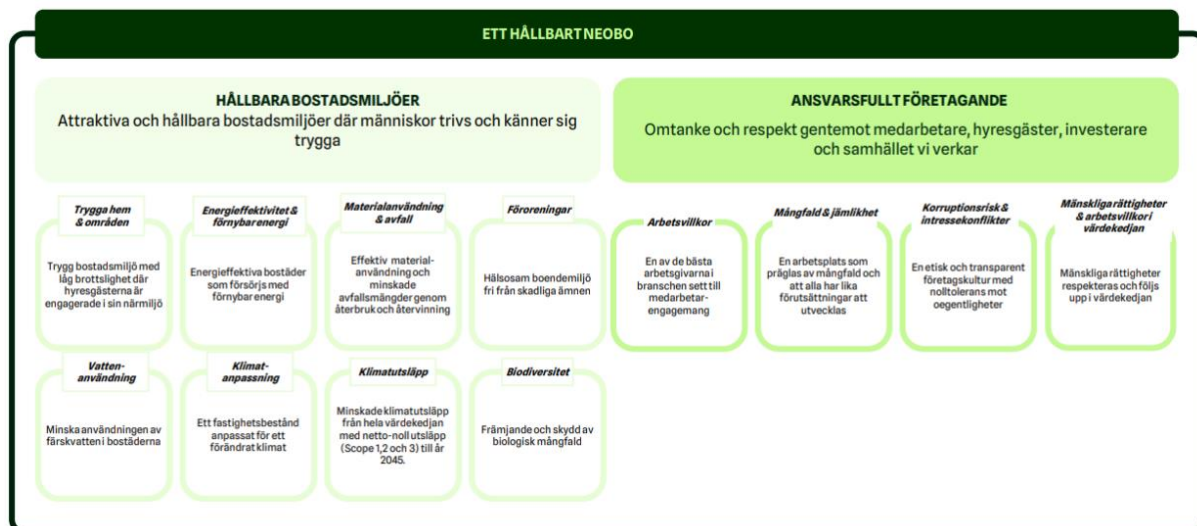 ETT HÅLLBART NEOBO
HÅLLBARA BOSTADSMILJÖER
Attraktiva och hållbara bostadsmiljöer där människor trivs och känner sig
trygga
ANSVARSFULLT FÖRETAGANDE
Omtanke och respekt gentemot medarbetare, hyresgäster, investerare
och samhället vi verkar
Trygga hem
& områden
Trygg bostadsmiljö med
låg brottslighet där
hyresgästerna är
engagerade i sin närmiljö
Energieffektivitet &
förnybar energi
Energieffektiva bostäder
som försörjs med
förnybar energi
Materialanvändning
& avfall
Effektiv material-
användning och
minskade
avfallsmängder genom
återbruk och återvinning
Föroreningar
Hälsosam boendemiljö
fri från skadliga ämnen
Arbetsvillkor
En av de bästa
arbetsgivarna i
branschen sett till
medarbetar-
engagemang
Mångfald & jämlikhet
En arbetsplats som
präglas av mångfald och
att alla har lika
förutsättningar att
utvecklas
Korruptionsrisk &
intressekonflikter
En etisk och transparent
företagskultur med
nolltolerans mot
oegentligheter
Mänskliga rättigheter
& arbetsvillkor i
värdekedjan
Mänskliga rättigheter
respekteras och följs
upp i värdekedjan
Vatten-
användning
Minska användningen av
färskvatten i bostäderna
Klimat-
anpassning
Ett fastighetsbestånd
anpassat för ett
förändrat klimat
Klimatutsläpp
Minskade klimatutsläpp
från hela värdekedjan
med netto-noll utsläpp
(Scope 1,2 och 3) till år
2045.
Biodiversitet
Främjande och skydd av
biologisk mångfald